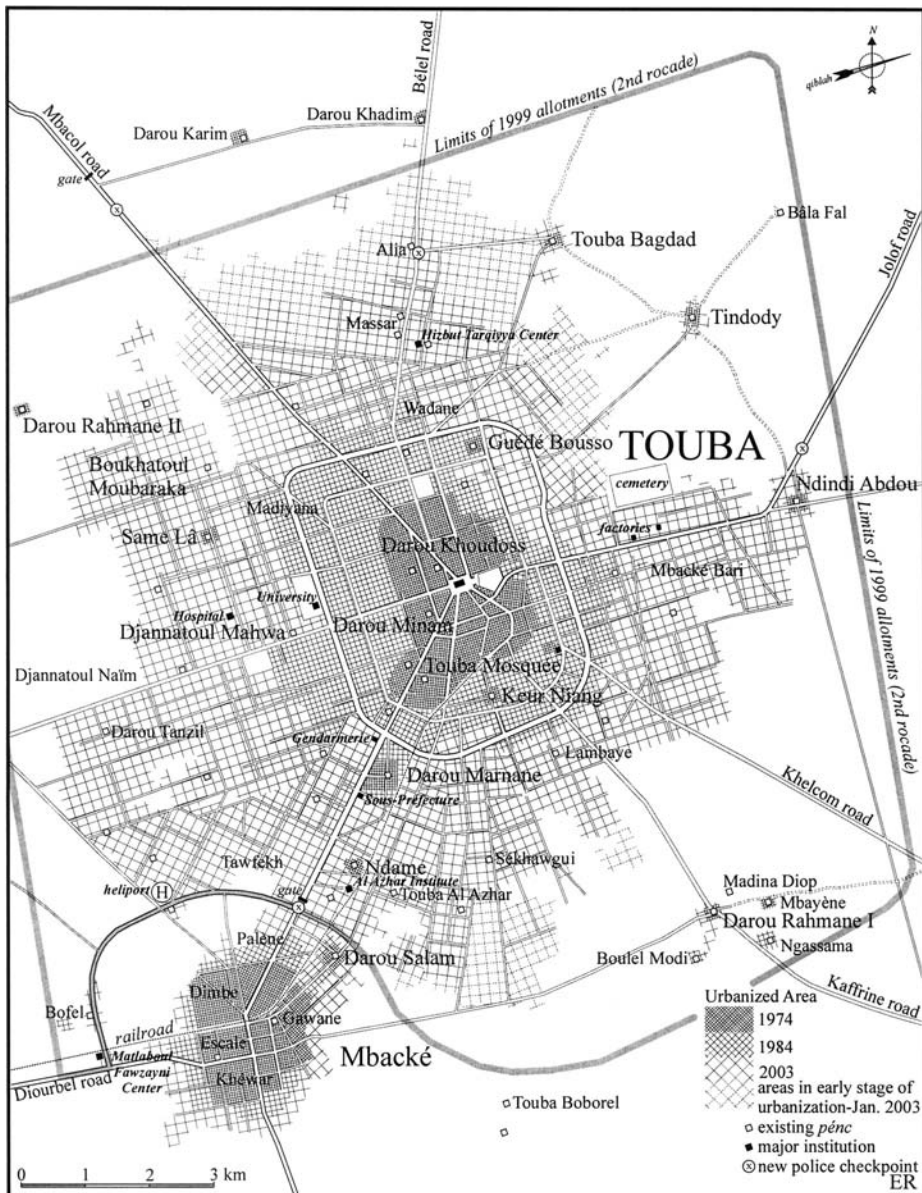 N
qiblah
Bélel road
Limits of 1999 allotments (2nd rocade)
Mbacol road
gate
Darou Karim
Darou Khadim
Bâla Fal
Jolof road
Alia
Touba Bagdad
Tindody
Massar
Hizbut Tarqiyya Center
Wadane
Darou Rahmane II
Boukhatoul
Moubaraka
Guédé Bousso
TOUBA
cemetery
Ndindi Abdou
Madiyana
factories
Same Lâ
Darou Khoudoss
Mbacké Bari
University
Hospital
Djannatoul Mahwa
Darou Minam
Limits of 1999 allotments (2nd rocade)
Djannatoul Naïm
Touba Mosquée
Keur Niang
Darou Tanzil
Gendarmerie
Lambaye
Darou Marnane
Sous-Préfecture
Khelcom road
Tawfékh
Ndame
Sékhawgui
Al Azhar Institute
Touba Al Azhar
heliport
H
gate
Madina Diop
Mbayène
Darou Rahmane I
Ngassama
Palène
Darou Salam
Boulel Modi
Kaffrine road
Dimbe
Bofel
railroad
Gawane
Escale
Mbacké
Matlaboul
Fawzayni
Center
Khéwar
Diourbel road
Touba Boborel
Urbanized Area
1974
1984
2003
areas in early stage of
urbanization-Jan. 2003
existing pénc
major institution
new police checkpoint
ER
0 1 2 3 km